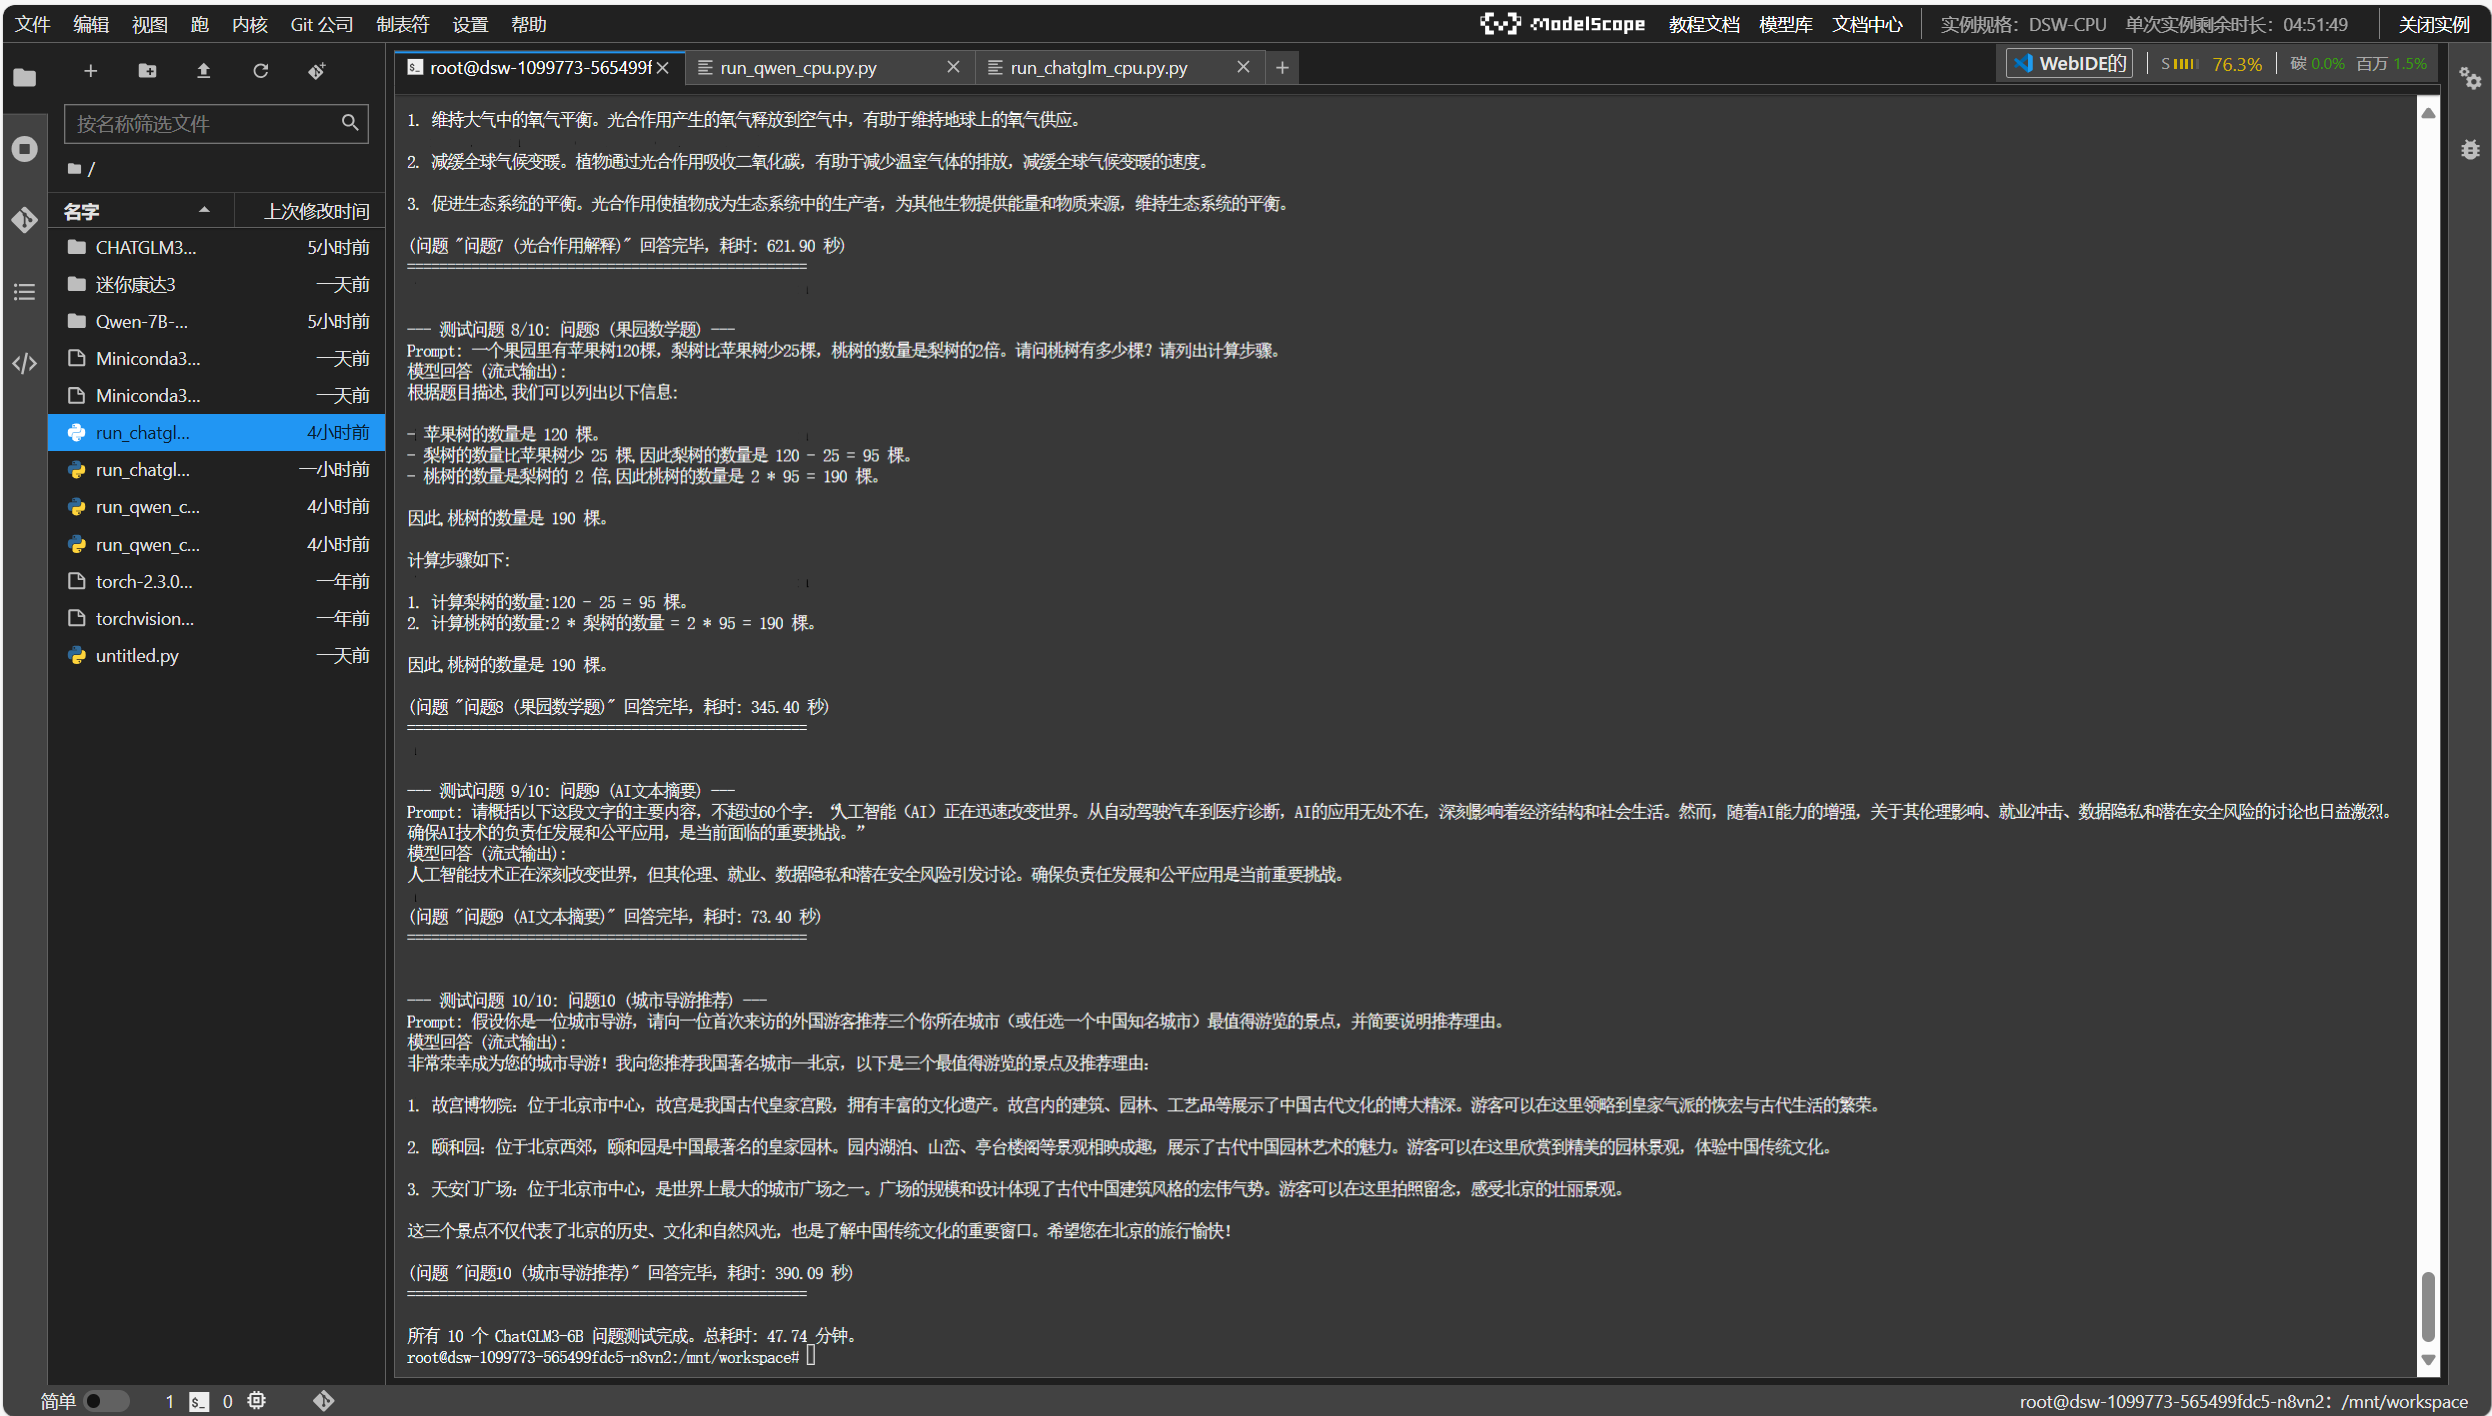 文件 编辑 视图 跑 内核 Git 公司 制表符 设置 帮助
ModelScope 教程文档 模型库 文档中心 实例规格：DSW-CPU 单次实例剩余时长：04:51:49 关闭实例
root@dsw-1099773-565499f
run_qwen_cpu.py.py
run_chatglm_cpu.py.py
WebIDE的 S 76.3% 碳 0.0% 百万 1.5%
按名称筛选文件
/
名字 上次修改时间
CHATGLM3... 5小时前
迷你康达3 一天前
Qwen-7B-... 5小时前
Miniconda3... 一天前
Miniconda3... 一天前
run_chatgl... 4小时前
run_chatgl... 一小时前
run_qwen_c... 4小时前
run_qwen_c... 4小时前
torch-2.3.0... 一年前
torchvision... 一年前
untitled.py 一天前
1. 维持大气中的氧气平衡。光合作用产生的氧气释放到空气中，有助于维持地球上的氧气供应。
2. 减缓全球气候变暖。植物通过光合作用吸收二氧化碳，有助于减少温室气体的排放，减缓全球气候变暖的速度。
3. 促进生态系统的平衡。光合作用使植物成为生态系统中的生产者，为其他生物提供能量和物质来源，维持生态系统的平衡。
(问题 "问题7 (光合作用解释)" 回答完毕，耗时: 621.90 秒)
==================================================
--- 测试问题 8/10: 问题8 (果园数学题) ---
Prompt: 一个果园里有苹果树120棵，梨树比苹果树少25棵，桃树的数量是梨树的2倍。请问桃树有多少棵？请列出计算步骤。
模型回答 (流式输出):
根据题目描述,我们可以列出以下信息:
- 苹果树的数量是 120 棵。
- 梨树的数量比苹果树少 25 棵,因此梨树的数量是 120 - 25 = 95 棵。
- 桃树的数量是梨树的 2 倍,因此桃树的数量是 2 * 95 = 190 棵。
因此,桃树的数量是 190 棵。
计算步骤如下:
1. 计算梨树的数量:120 - 25 = 95 棵。
2. 计算桃树的数量:2 * 梨树的数量 = 2 * 95 = 190 棵。
因此,桃树的数量是 190 棵。
(问题 "问题8 (果园数学题)" 回答完毕，耗时: 345.40 秒)
==================================================
--- 测试问题 9/10: 问题9 (AI文本摘要) ---
Prompt: 请概括以下这段文字的主要内容，不超过60个字：“人工智能（AI）正在迅速改变世界。从自动驾驶汽车到医疗诊断，AI的应用无处不在，深刻影响着经济结构和社会生活。然而，随着AI能力的增强，关于其伦理影响、就业冲击、数据隐私和潜在安全风险的讨论也日益激烈。
确保AI技术的负责任发展和公平应用，是当前面临的重要挑战。”
模型回答 (流式输出):
人工智能技术正在深刻改变世界，但其伦理、就业、数据隐私和潜在安全风险引发讨论。确保负责任发展和公平应用是当前重要挑战。
(问题 "问题9 (AI文本摘要)" 回答完毕，耗时: 73.40 秒)
==================================================
--- 测试问题 10/10: 问题10 (城市导游推荐) ---
Prompt: 假设你是一位城市导游，请向一位首次来访的外国游客推荐三个你所在城市（或任选一个中国知名城市）最值得游览的景点，并简要说明推荐理由。
模型回答 (流式输出):
非常荣幸成为您的城市导游！我向您推荐我国著名城市—北京，以下是三个最值得游览的景点及推荐理由:
1. 故宫博物院：位于北京市中心，故宫是我国古代皇家宫殿，拥有丰富的文化遗产。故宫内的建筑、园林、工艺品等展示了中国古代文化的博大精深。游客可以在这里领略到皇家气派的恢宏与古代生活的繁荣。
2. 颐和园：位于北京西郊，颐和园是中国最著名的皇家园林。园内湖泊、山峦、亭台楼阁等景观相映成趣，展示了古代中国园林艺术的魅力。游客可以在这里欣赏到精美的园林景观，体验中国传统文化。
3. 天安门广场：位于北京市中心，是世界上最大的城市广场之一。广场的规模和设计体现了古代中国建筑风格的宏伟气势。游客可以在这里拍照留念，感受北京的壮丽景观。
这三个景点不仅代表了北京的历史、文化和自然风光，也是了解中国传统文化的重要窗口。希望您在北京的旅行愉快！
(问题 "问题10 (城市导游推荐)" 回答完毕，耗时: 390.09 秒)
==================================================
所有 10 个 ChatGLM3-6B 问题测试完成。总耗时: 47.74 分钟。
root@dsw-1099773-565499fdc5-n8vn2:/mnt/workspace#
简单 1 $_ 0
root@dsw-1099773-565499fdc5-n8vn2：/mnt/workspace